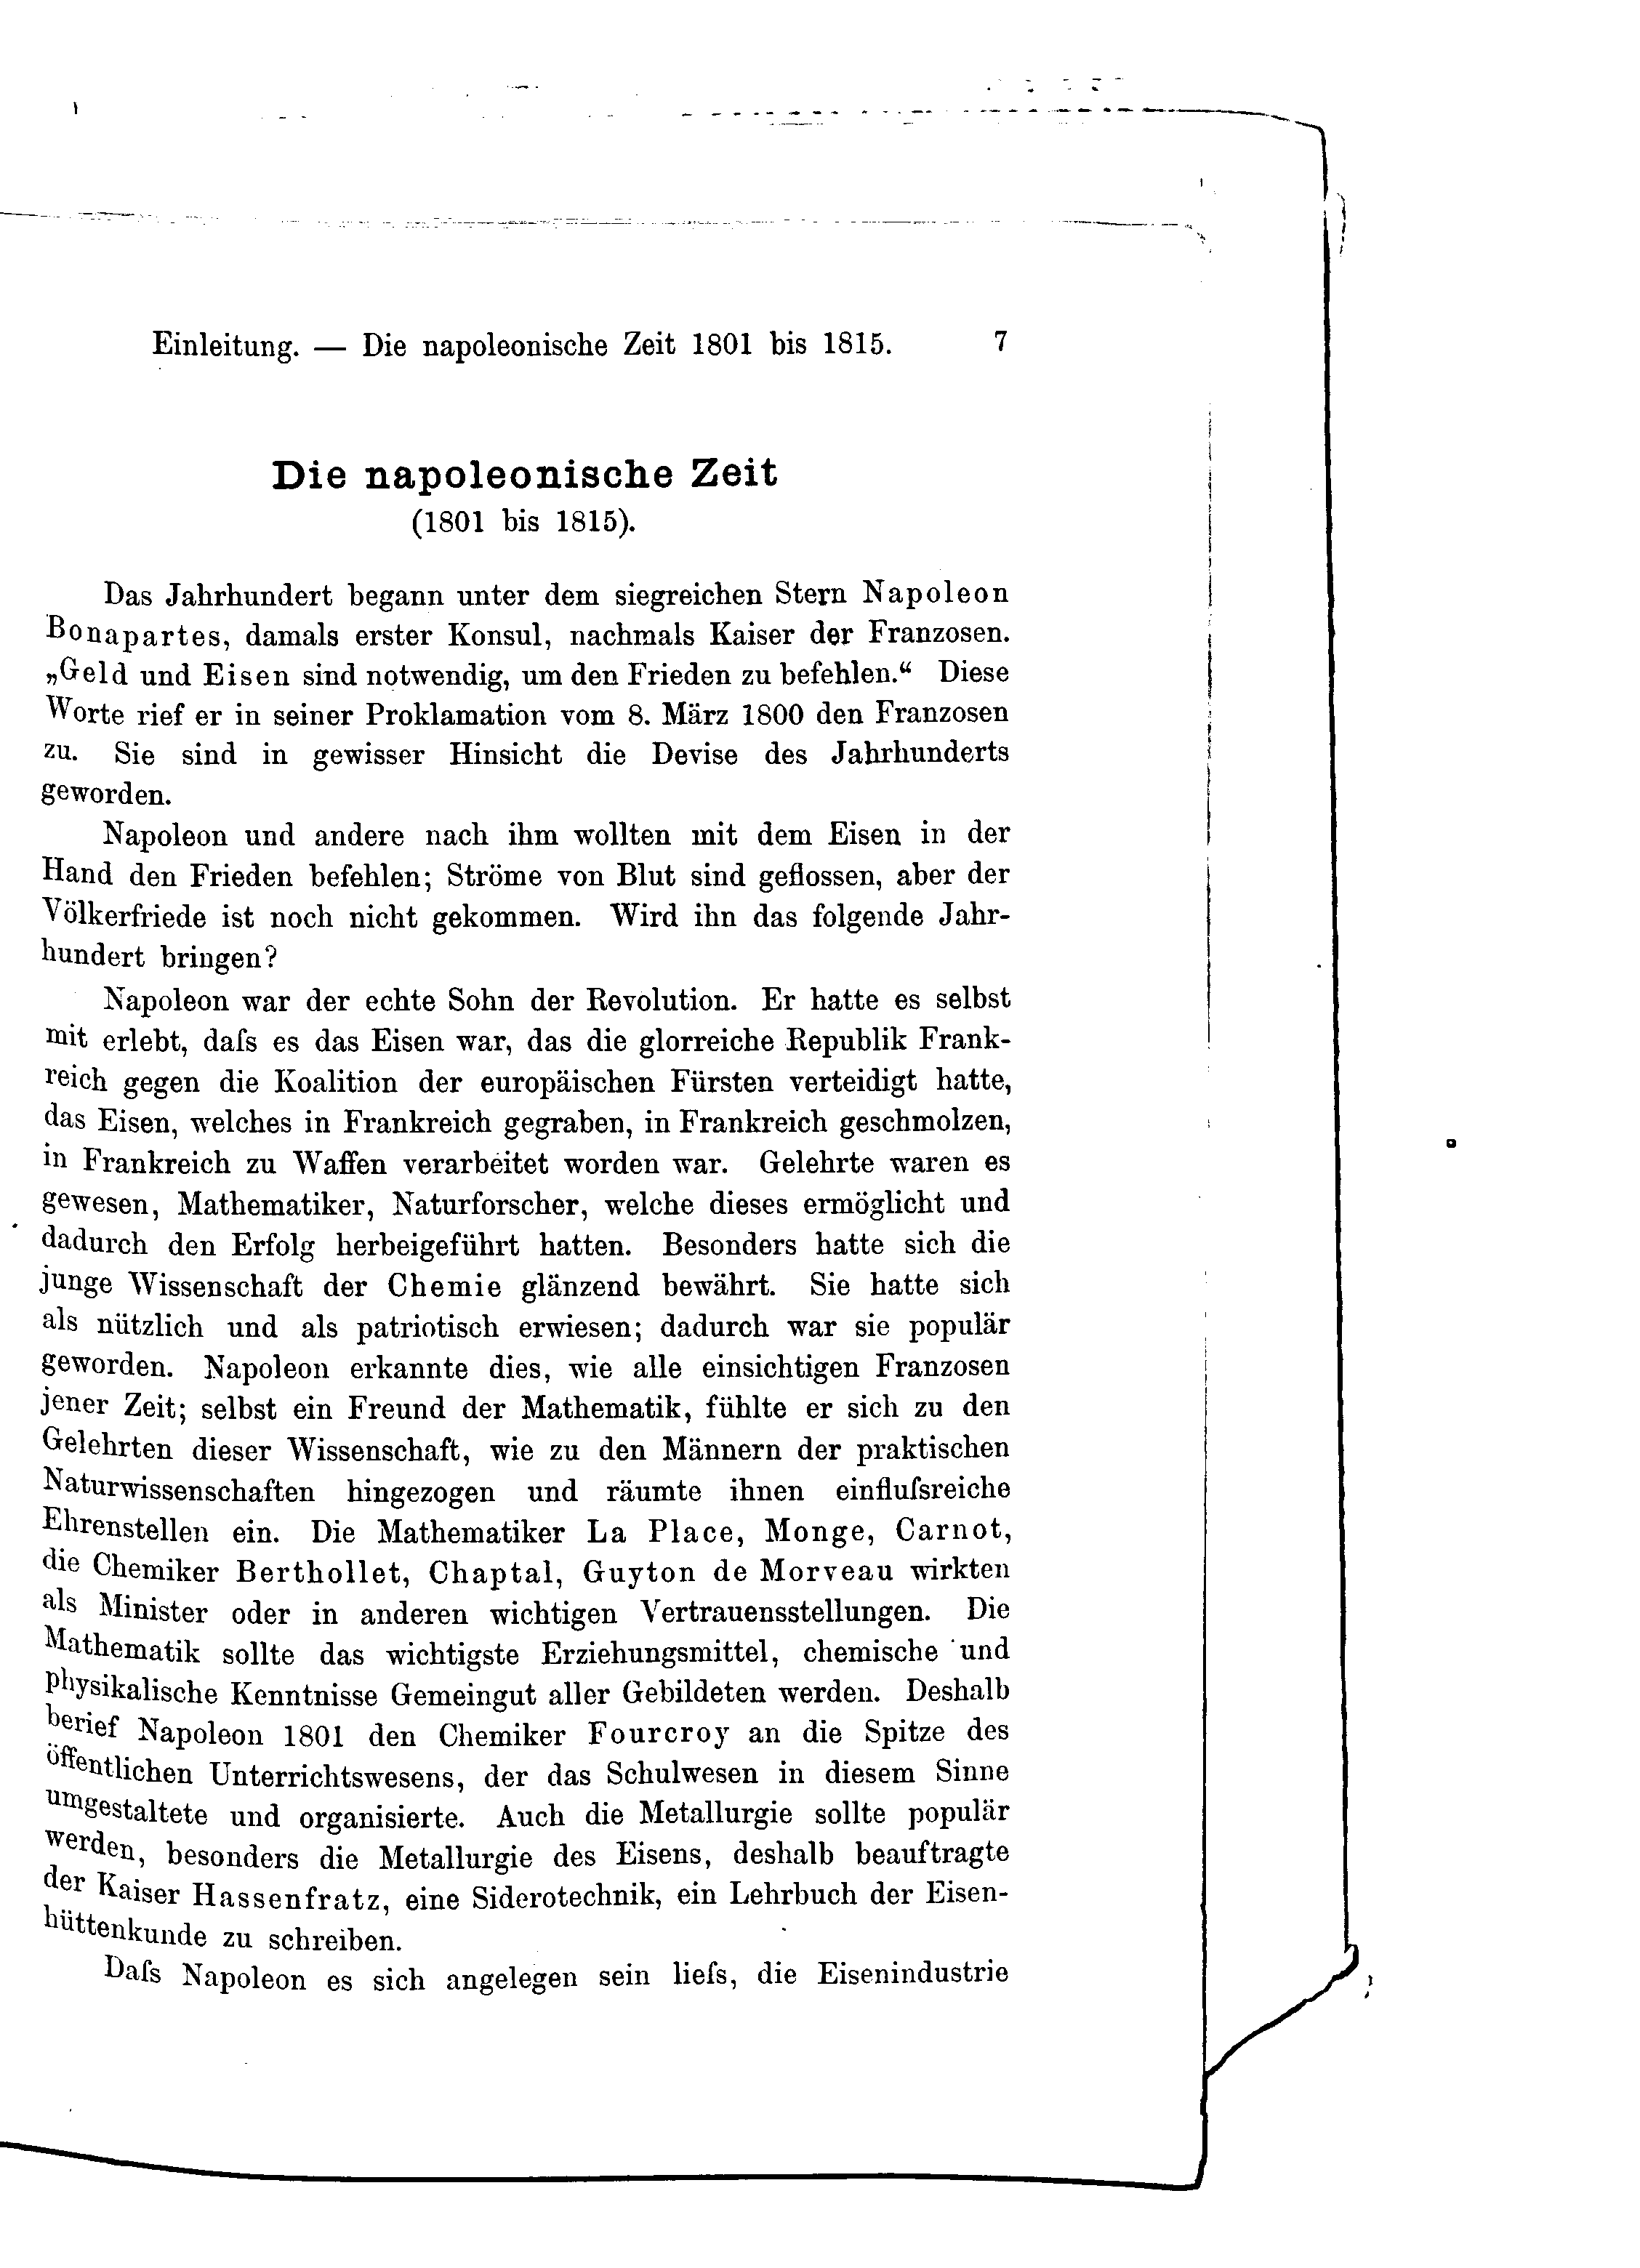 Einleitung. — Die napoleonische Zeit 1801 bis 1815. 7
Die napoleonische Zeit
(1801 bis 1815).
Das Jahrhundert begann unter dem siegreichen Stern Napoleon
Bonapartes, damals erster Konsul, nachmals Kaiser der Franzosen.
„Geld und Eisen sind notwendig, um den Frieden zu befehlen.“ Diese
Worte rief er in seiner Proklamation vom 8. März 1800 den Franzosen
zu. Sie sind in gewisser Hinsicht die Devise des Jahrhunderts
geworden.
Napoleon und andere nach ihm wollten mit dem Eisen in der
Hand den Frieden befehlen; Ströme von Blut sind geflossen, aber der
Völkerfriede ist noch nicht gekommen. Wird ihn das folgende Jahr-
hundert bringen?
Napoleon war der echte Sohn der Revolution. Er hatte es selbst
mit erlebt, daſs es das Eisen war, das die glorreiche Republik Frank-
reich gegen die Koalition der europäischen Fürsten verteidigt hatte,
das Eisen, welches in Frankreich gegraben, in Frankreich geschmolzen,
in Frankreich zu Waffen verarbeitet worden war. Gelehrte waren es
gewesen, Mathematiker, Naturforscher, welche dieses ermöglicht und
dadurch den Erfolg herbeigeführt hatten. Besonders hatte sich die
junge Wissenschaft der Chemie glänzend bewährt. Sie hatte sich
als nützlich und als patriotisch erwiesen; dadurch war sie populär
geworden. Napoleon erkannte dies, wie alle einsichtigen Franzosen
jener Zeit; selbst ein Freund der Mathematik, fühlte er sich zu den
Gelehrten dieser Wissenschaft, wie zu den Männern der praktischen
Naturwissenschaften hingezogen und räumte ihnen einfluſsreiche
Ehrenstellen ein. Die Mathematiker La Place, Monge, Carnot,
die Chemiker Berthollet, Chaptal, Guyton de Morveau wirkten
als Minister oder in anderen wichtigen Vertrauensstellungen. Die
Mathematik sollte das wichtigste Erziehungsmittel, chemische und
physikalische Kenntnisse Gemeingut aller Gebildeten werden. Deshalb
berief Napoleon 1801 den Chemiker Fourcroy an die Spitze des
öffentlichen Unterrichtswesens, der das Schulwesen in diesem Sinne
umgestaltete und organisierte. Auch die Metallurgie sollte populär
werden, besonders die Metallurgie des Eisens, deshalb beauftragte
der Kaiser Hassenfratz, eine Siderotechnik, ein Lehrbuch der Eisen-
hüttenkunde zu schreiben.
Daſs Napoleon es sich angelegen sein lieſs, die Eisenindustrie